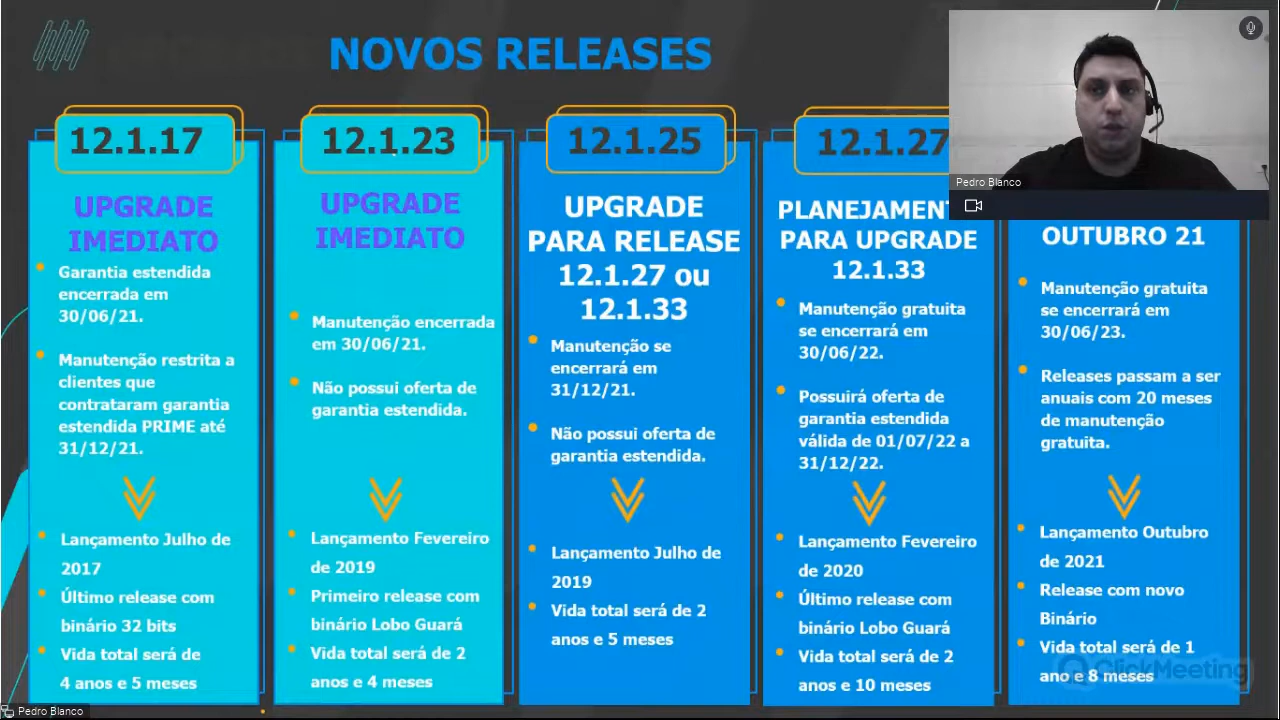 NOVOS RELEASES
12.1.17
UPGRADE
IMEDIATO
Garantia estendida
encerrada em
30/06/21.
Manutenção restrita a
clientes que
contrataram garantia
estendida PRIME até
31/12/21.
Lançamento Julho de
2017
Último release com
binário 32 bits
Vida total será de
4 anos e 5 meses
12.1.23
UPGRADE
IMEDIATO
Manutenção encerrada
em 30/06/21.
Não possui oferta de
garantia estendida.
Lançamento Fevereiro
de 2019
Primeiro release com
binário Lobo Guará
Vida total será de 2
anos e 4 meses
12.1.25
UPGRADE
PARA RELEASE
12.1.27 ou
12.1.33
Manutenção se
encerrará em
31/12/21.
Não possui oferta de
garantia estendida.
Lançamento Julho de
2019
Vida total será de 2
anos e 5 meses
12.1.27
PLANEJAMENT
PARA UPGRADE
12.1.33
Manutenção gratuita
se encerrará em
30/06/22.
Possuirá oferta de
garantia estendida
válida de 01/07/22 a
31/12/22.
Lançamento Fevereiro
de 2020
Último release com
binário Lobo Guará
Vida total será de 2
anos e 10 meses
OUTUBRO 21
Manutenção gratuita
se encerrará em
30/06/23.
Releases passam a ser
anuais com 20 meses
de manutenção
gratuita.
Lançamento Outubro
de 2021
Release com novo
Binário
Vida total será de 1
ano e 8 meses
ClickMeeting
Pedro Blanco
Pedro Blanco